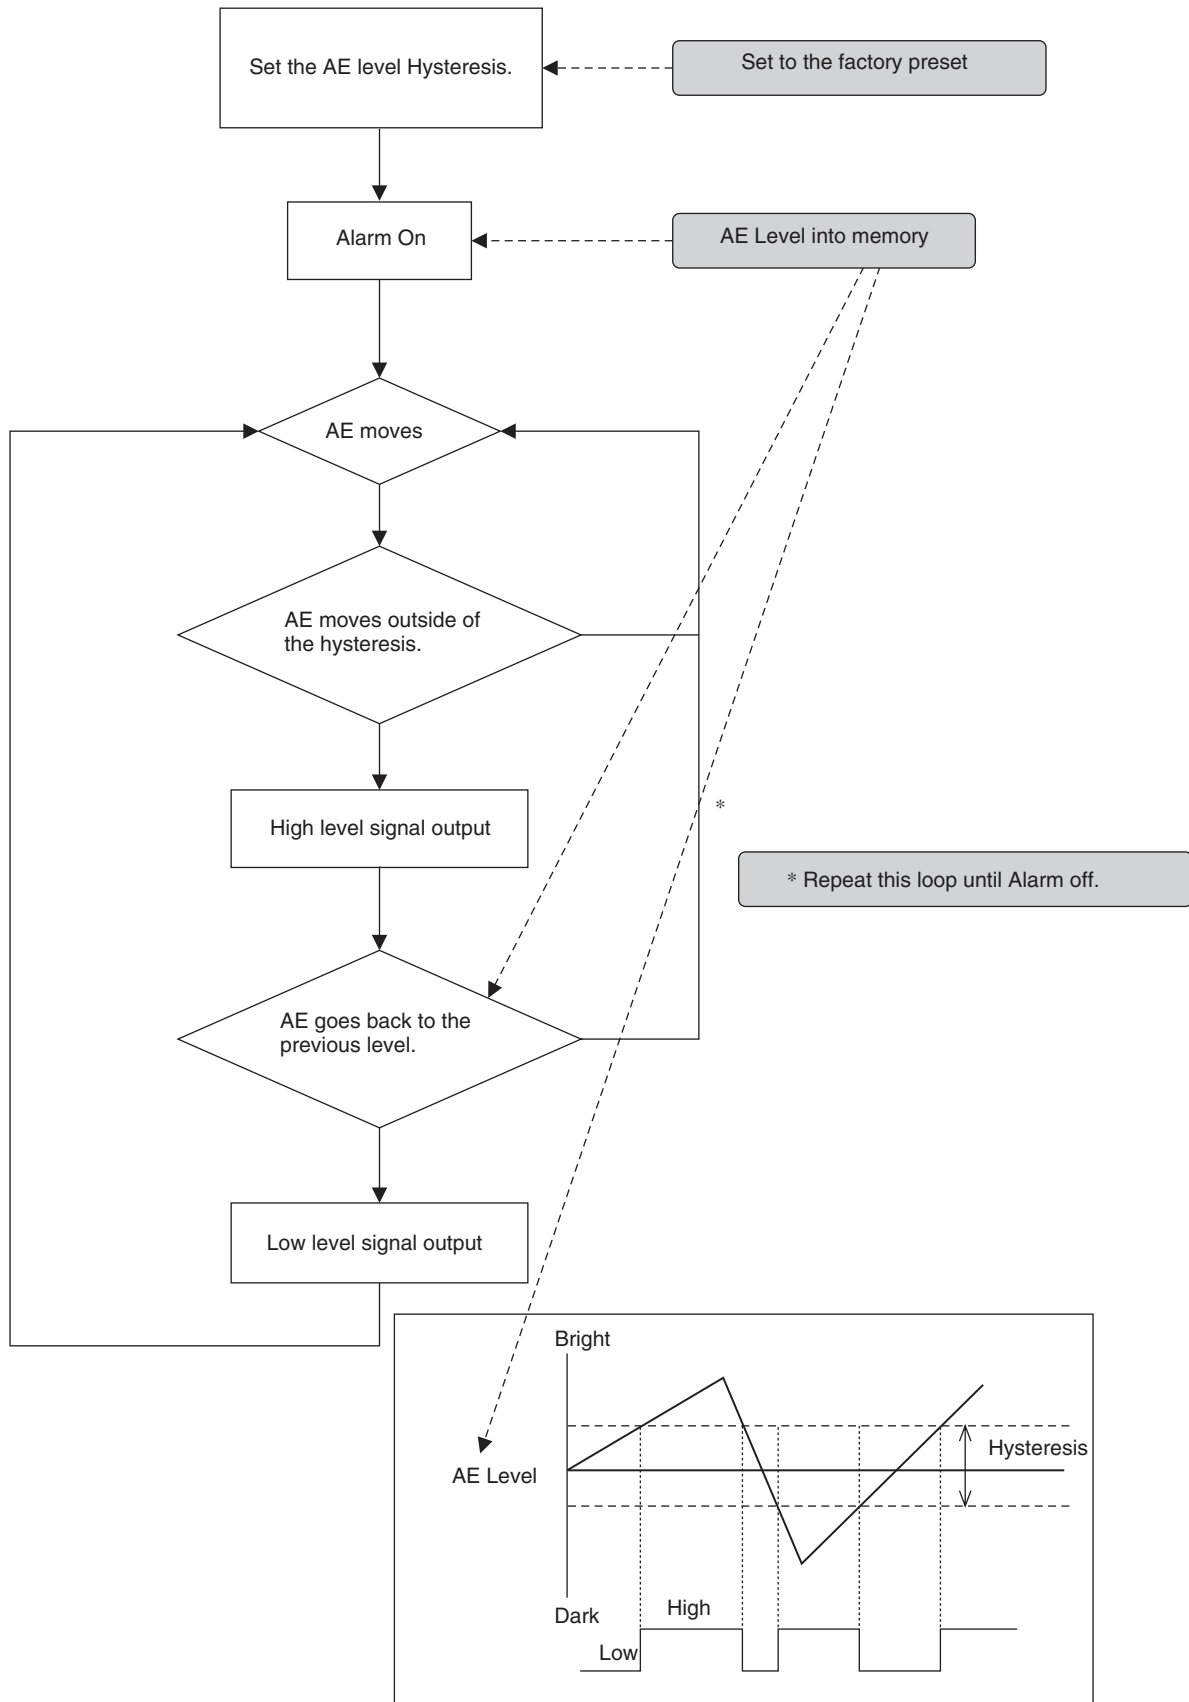 Set the AE level Hysteresis.
Set to the factory preset
Alarm On
AE Level into memory
AE moves
AE moves outside of
the hysteresis.
High level signal output
*
* Repeat this loop until Alarm off.
AE goes back to the
previous level.
Low level signal output
Bright
Hysteresis
AE Level
Dark
High
Low